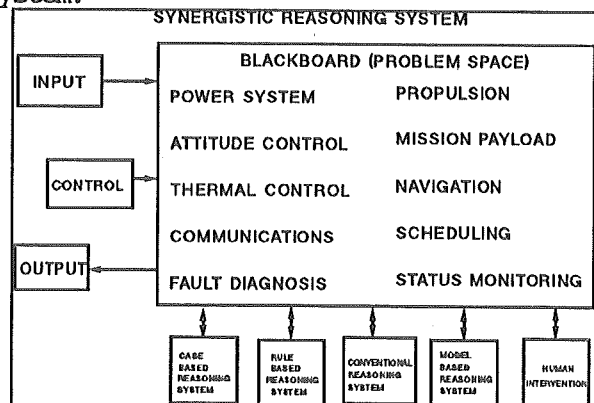 SYNERGISTIC REASONING SYSTEM
BLACKBOARD (PROBLEM SPACE)
INPUT
POWER SYSTEM PROPULSION
ATTITUDE CONTROL MISSION PAYLOAD
CONTROL
THERMAL CONTROL NAVIGATION
COMMUNICATIONS SCHEDULING
OUTPUT
FAULT DIAGNOSIS STATUS MONITORING
CASE
BASED
REASONING
SYSTEM
RULE
BASED
REASONING
SYSTEM
CONVENTIONAL
REASONING
SYSTEM
MODEL
BASED
REASONING
SYSTEM
HUMAN
INTERVENTION